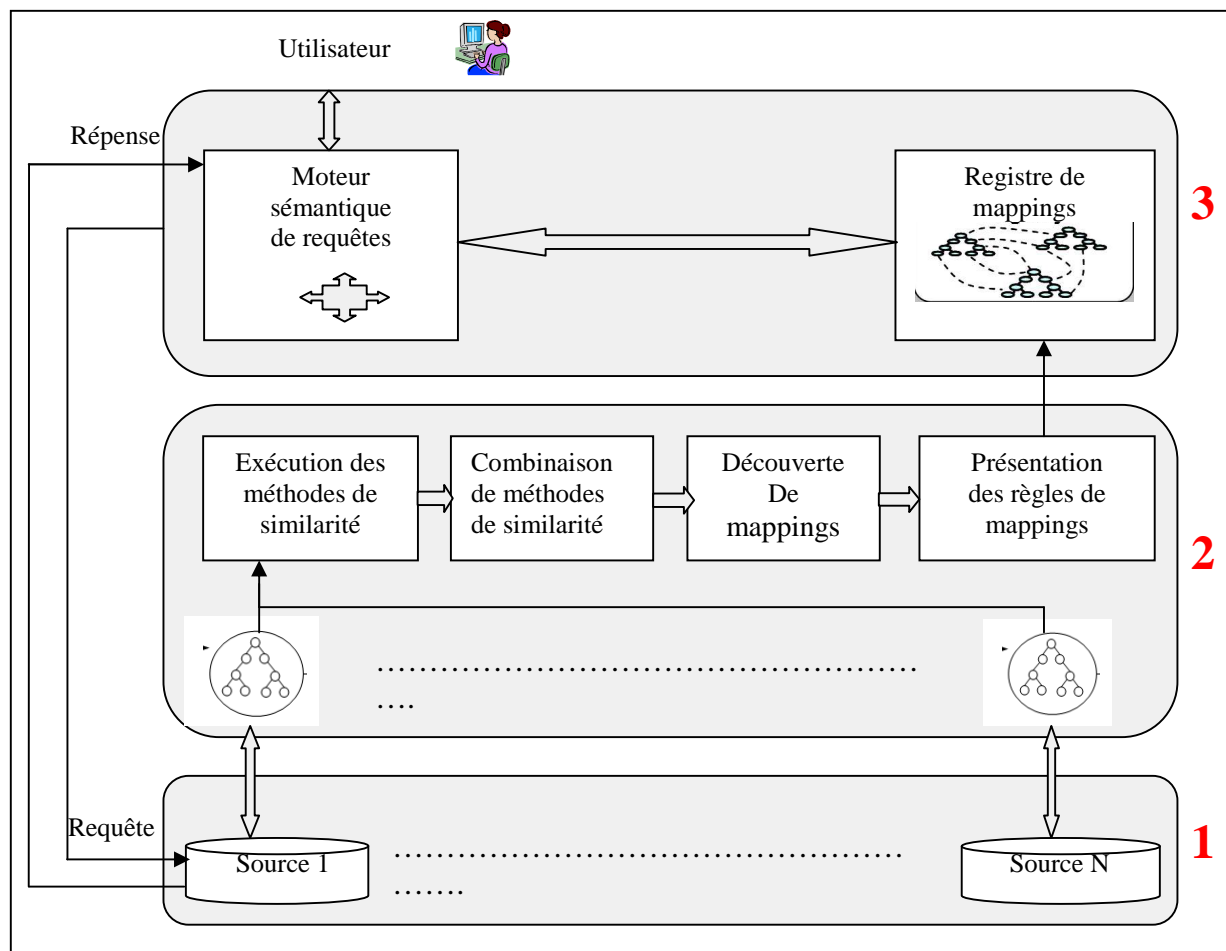 Utilisateur
Répense
Moteur
sémantique
de requêtes
Registre de
mappings
3
Exécution des
méthodes de
similarité
Combinaison
de méthodes
de similarité
Découverte
De
mappings
Présentation
des règles de
mappings
2
……………………………………………………
….
Requête
Source 1
…………………………………………………
…….
Source N
1